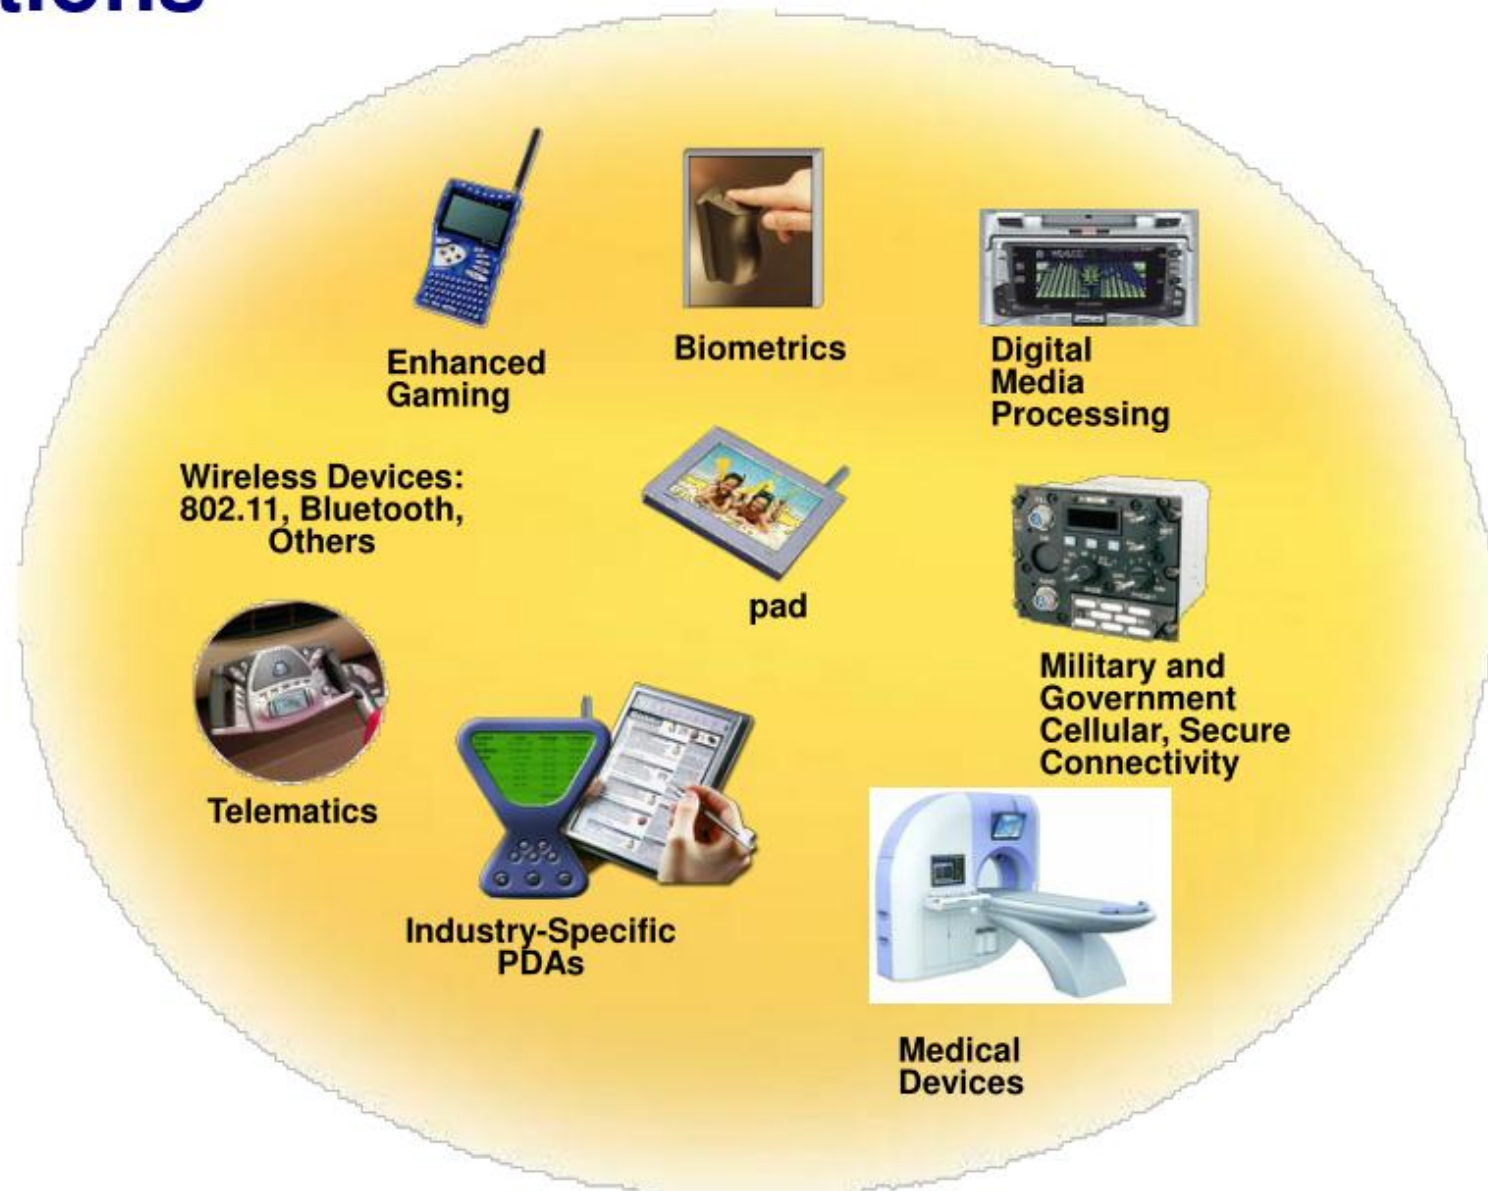 tions
Enhanced
Gaming
Biometrics
Digital
Media
Processing
Wireless Devices:
802.11, Bluetooth,
Others
pad
Military and
Government
Cellular, Secure
Connectivity
Telematics
Industry-Specific
PDAs
Medical
Devices